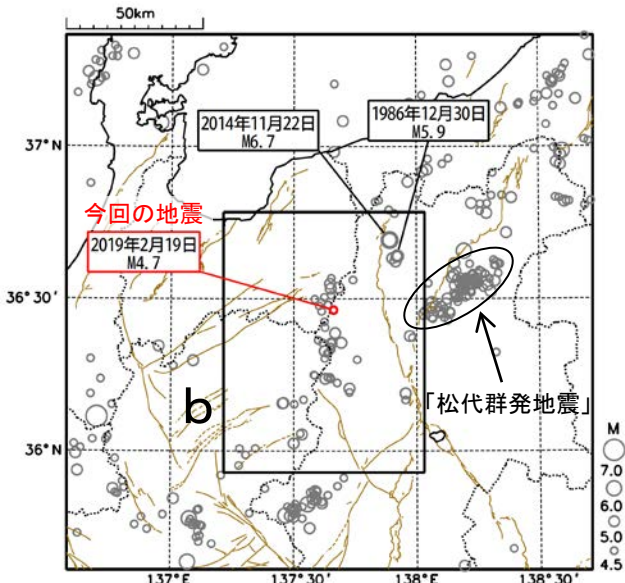 50km
2014年11月22日
M6.7
1986年12月30日
M5.9
37°N
今回の地震
2019年2月19日
M4.7
36°30′
b
「松代群発地震」
36°N
M
7.0
6.0
5.0
4.5
137°E
137°30′
138°E
138°30′